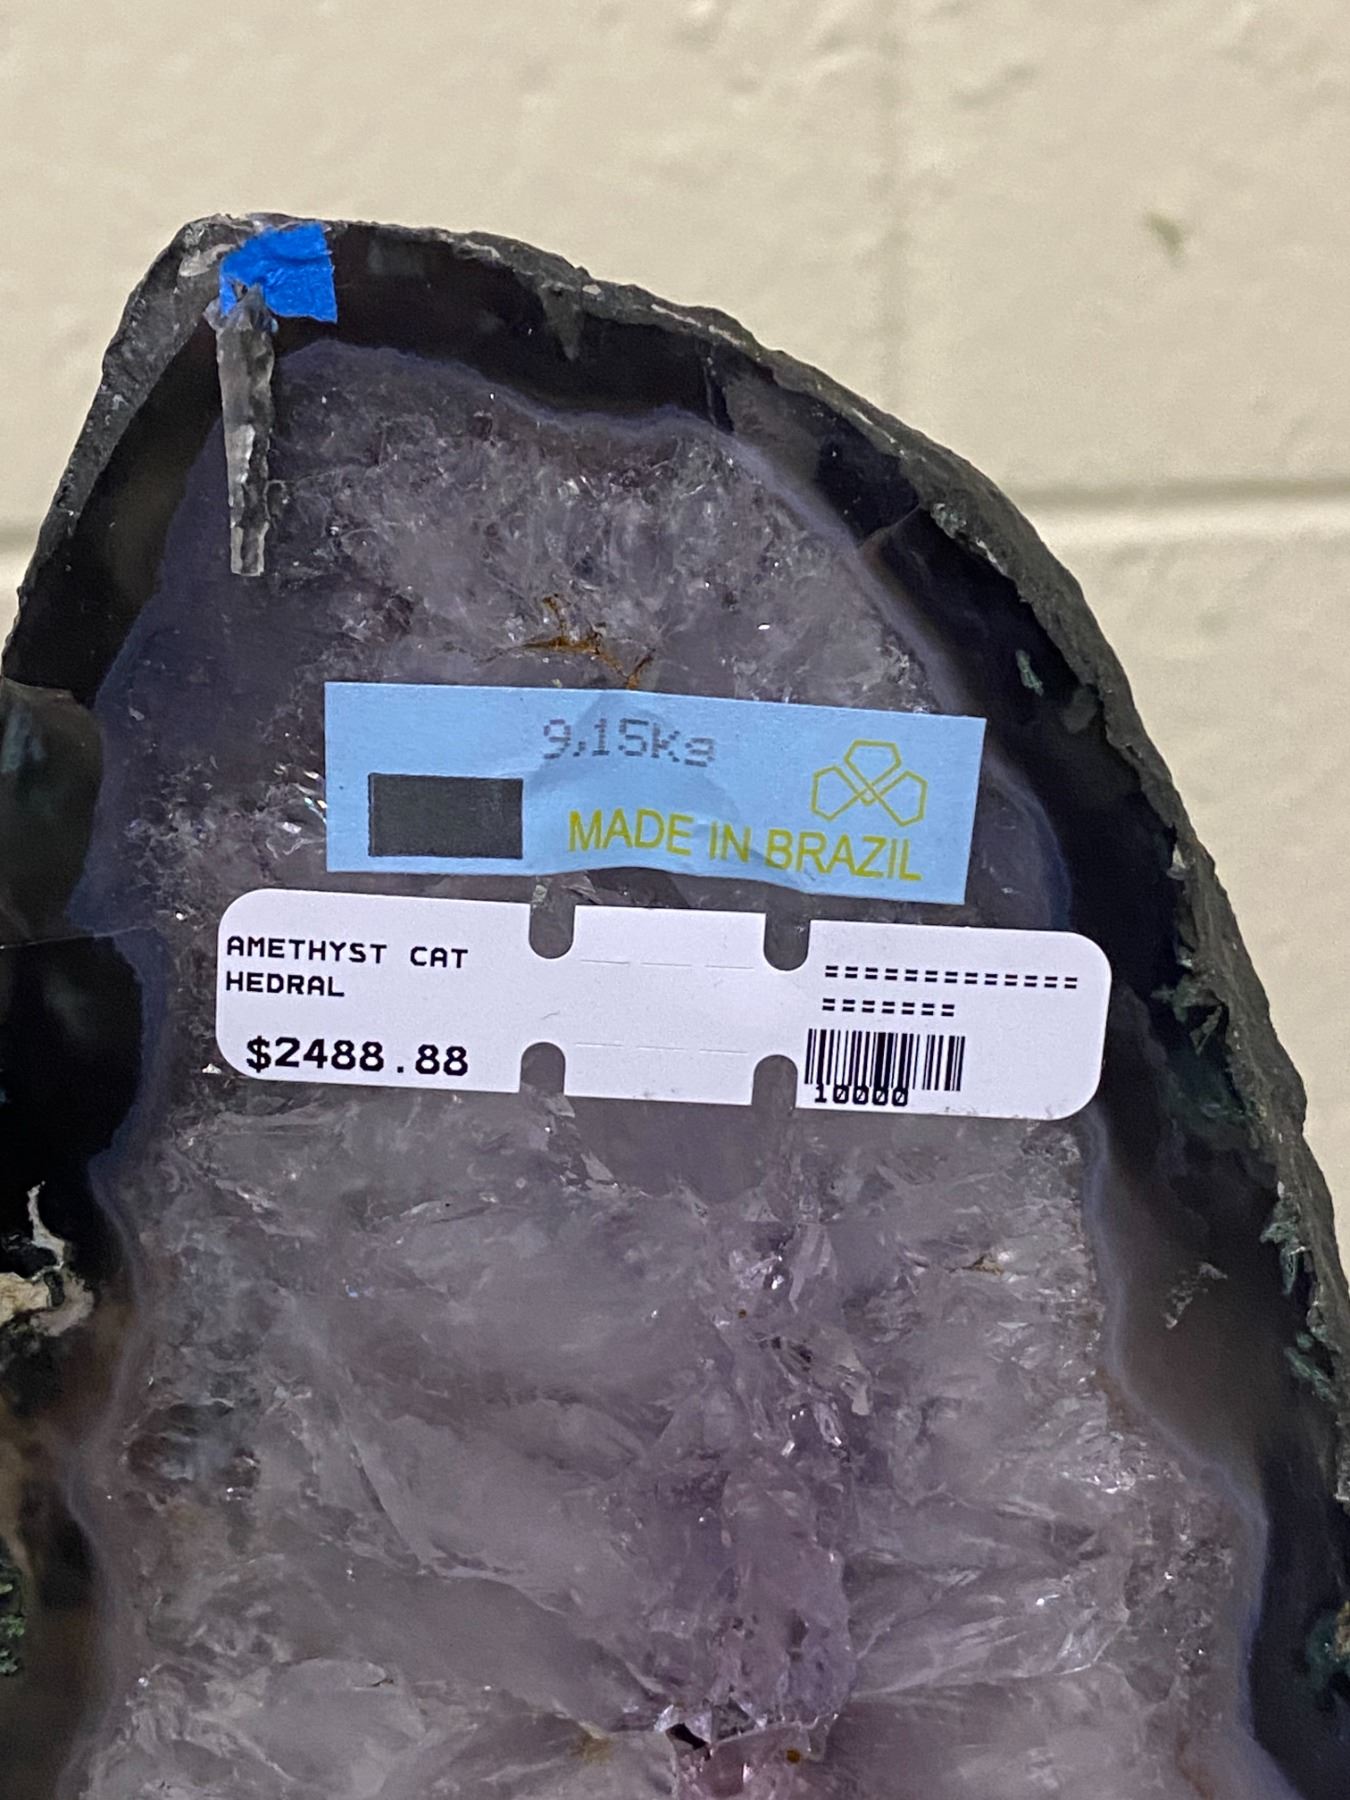 9,15Kg
MADE IN BRAZIL
AMETHYST CAT
HEDRAL
$2488.88
=============
=======
10000